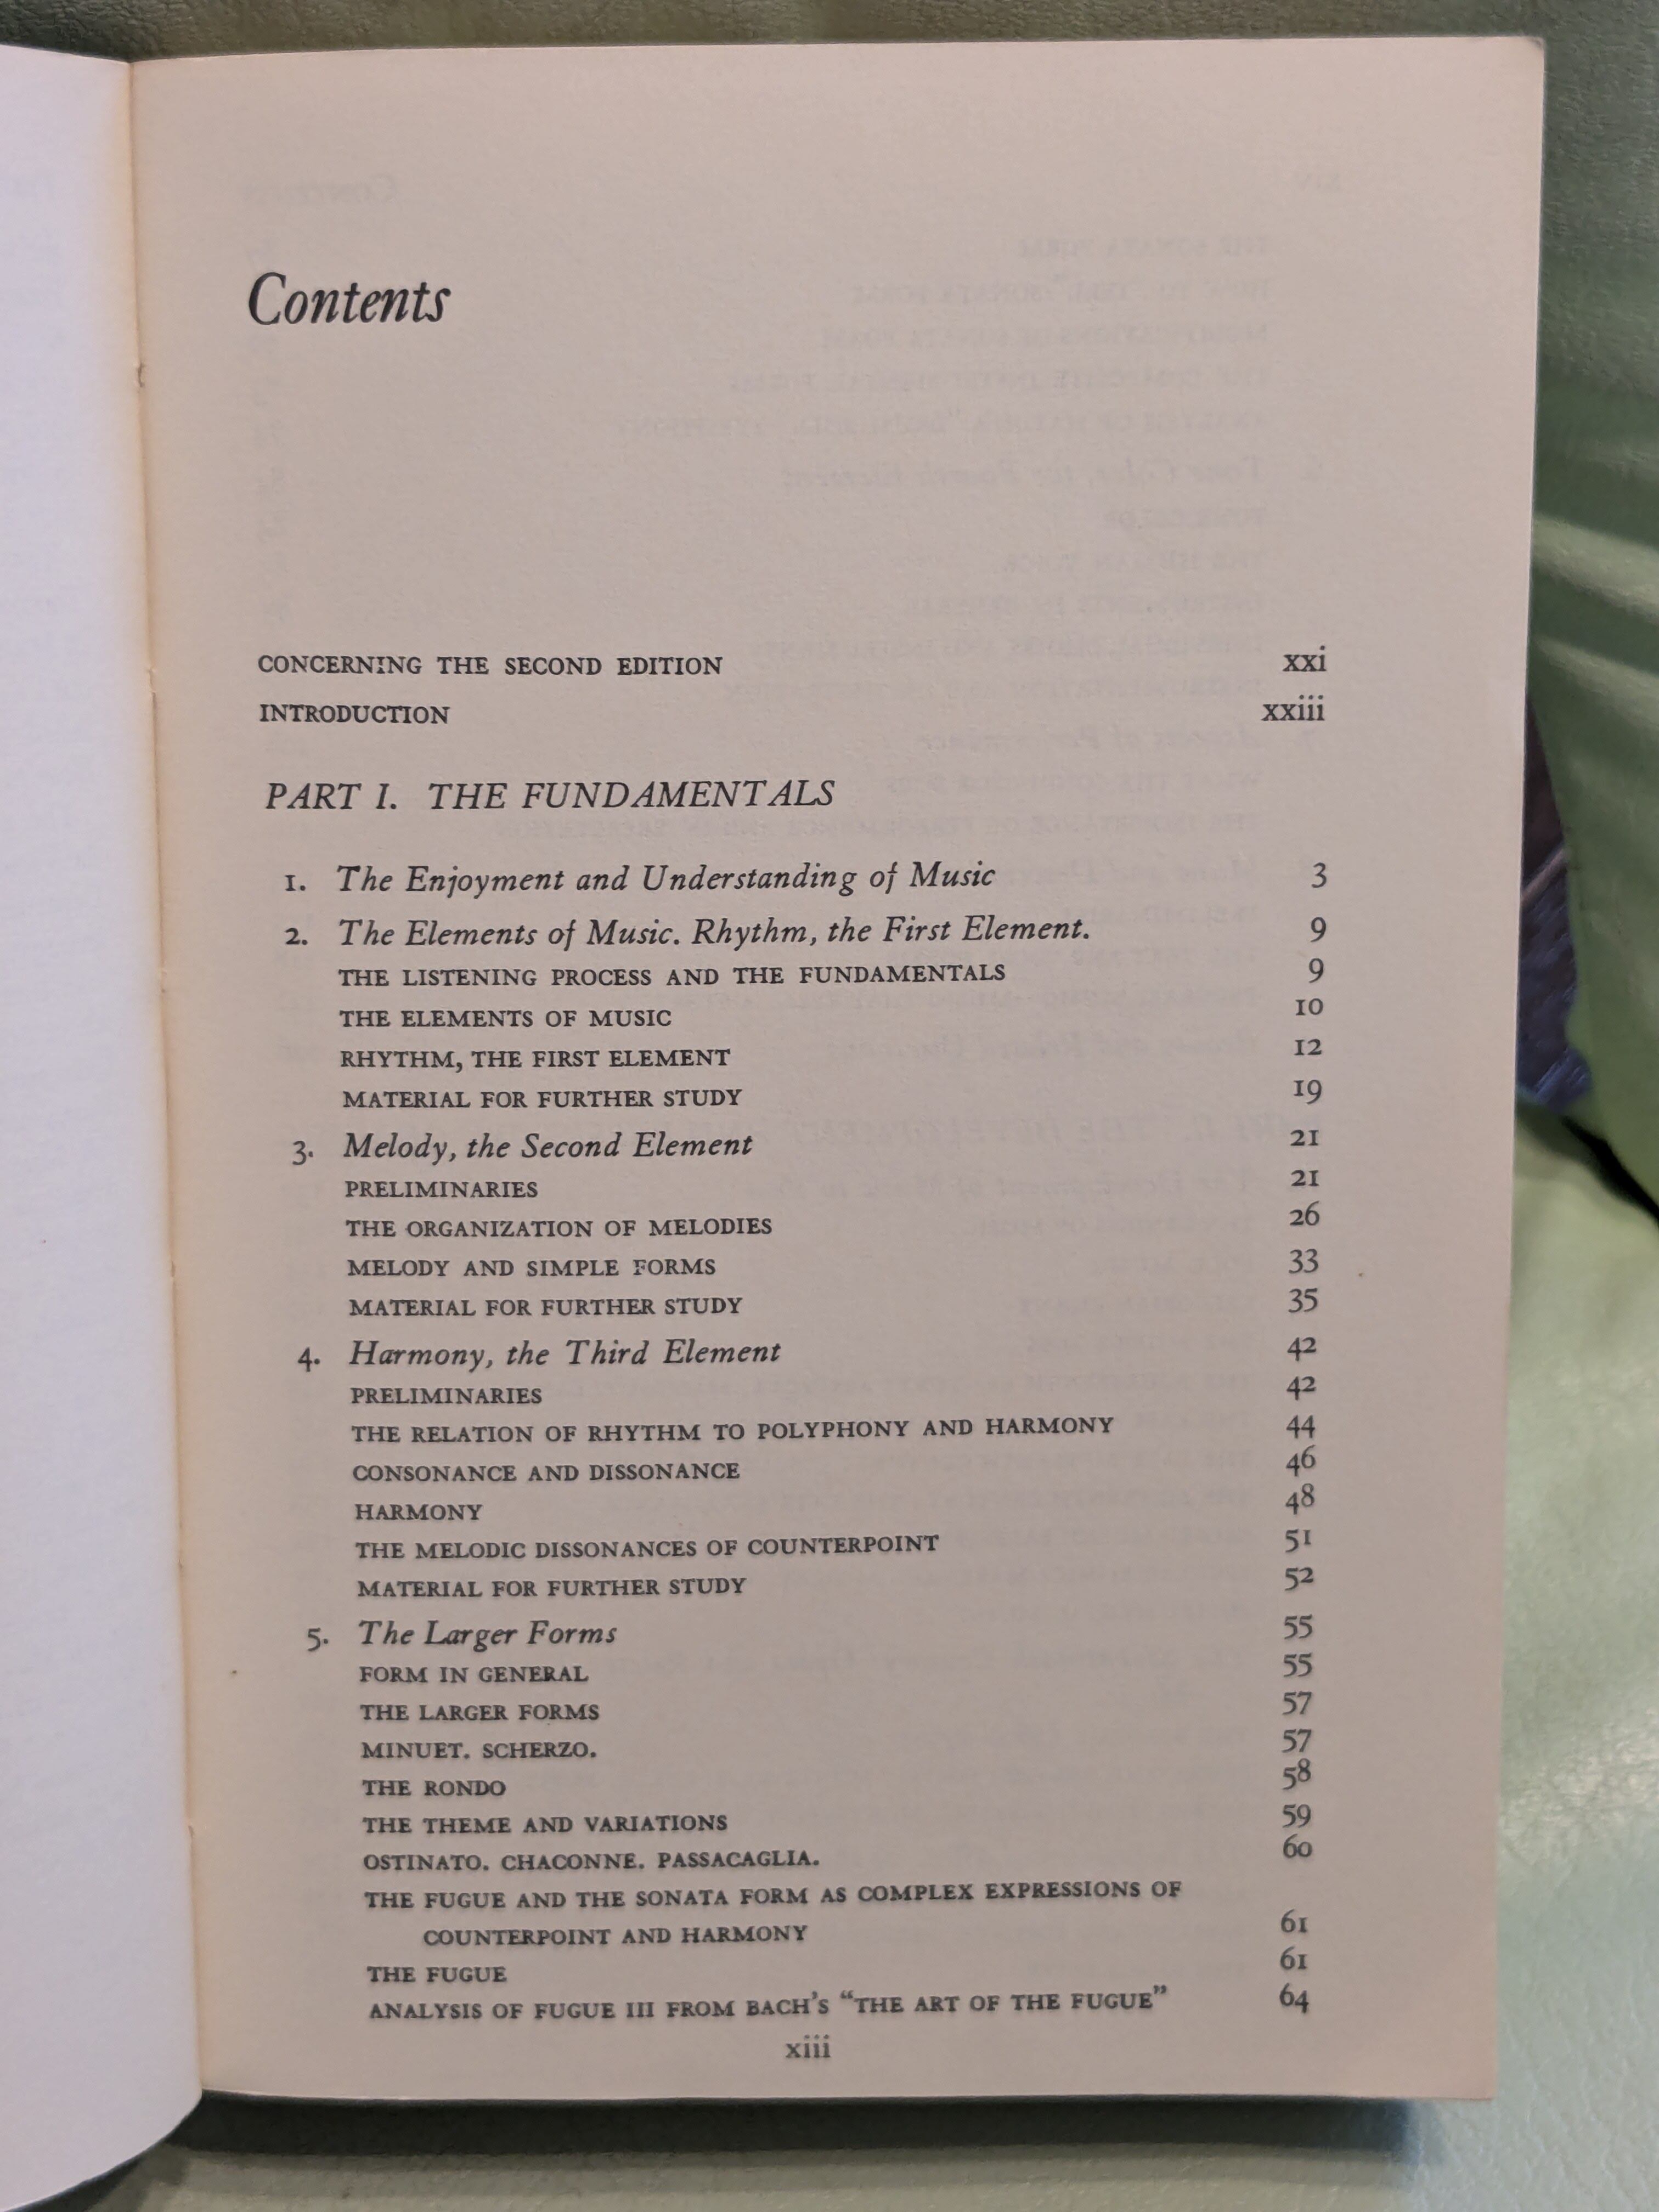 Contents
CONCERNING THE SECOND EDITION xxi
INTRODUCTION xxiii
PART I. THE FUNDAMENTALS
1. The Enjoyment and Understanding of Music 3
2. The Elements of Music. Rhythm, the First Element. 9
THE LISTENING PROCESS AND THE FUNDAMENTALS 9
THE ELEMENTS OF MUSIC 10
RHYTHM, THE FIRST ELEMENT 12
MATERIAL FOR FURTHER STUDY 19
3. Melody, the Second Element 21
PRELIMINARIES 21
THE ORGANIZATION OF MELODIES 26
MELODY AND SIMPLE FORMS 33
MATERIAL FOR FURTHER STUDY 35
4. Harmony, the Third Element 42
PRELIMINARIES 42
THE RELATION OF RHYTHM TO POLYPHONY AND HARMONY 44
CONSONANCE AND DISSONANCE 46
HARMONY 48
THE MELODIC DISSONANCES OF COUNTERPOINT 51
MATERIAL FOR FURTHER STUDY 52
5. The Larger Forms 55
FORM IN GENERAL 55
THE LARGER FORMS 57
MINUET. SCHERZO. 57
THE RONDO 58
THE THEME AND VARIATIONS 59
OSTINATO. CHACONNE. PASSACAGLIA. 60
THE FUGUE AND THE SONATA FORM AS COMPLEX EXPRESSIONS OF
COUNTERPOINT AND HARMONY 61
THE FUGUE 61
ANALYSIS OF FUGUE III FROM BACH'S "THE ART OF THE FUGUE" 64
xiii